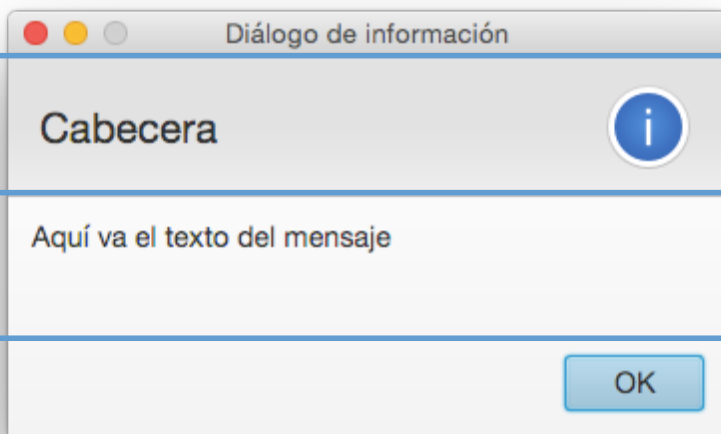 Diálogo de información
Cabecera
i
Aquí va el texto del mensaje
OK